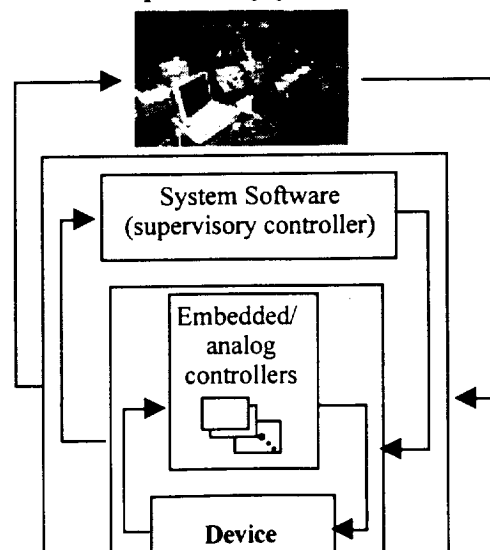 System Software
(supervisory controller)
Embedded/
analog
controllers
Device